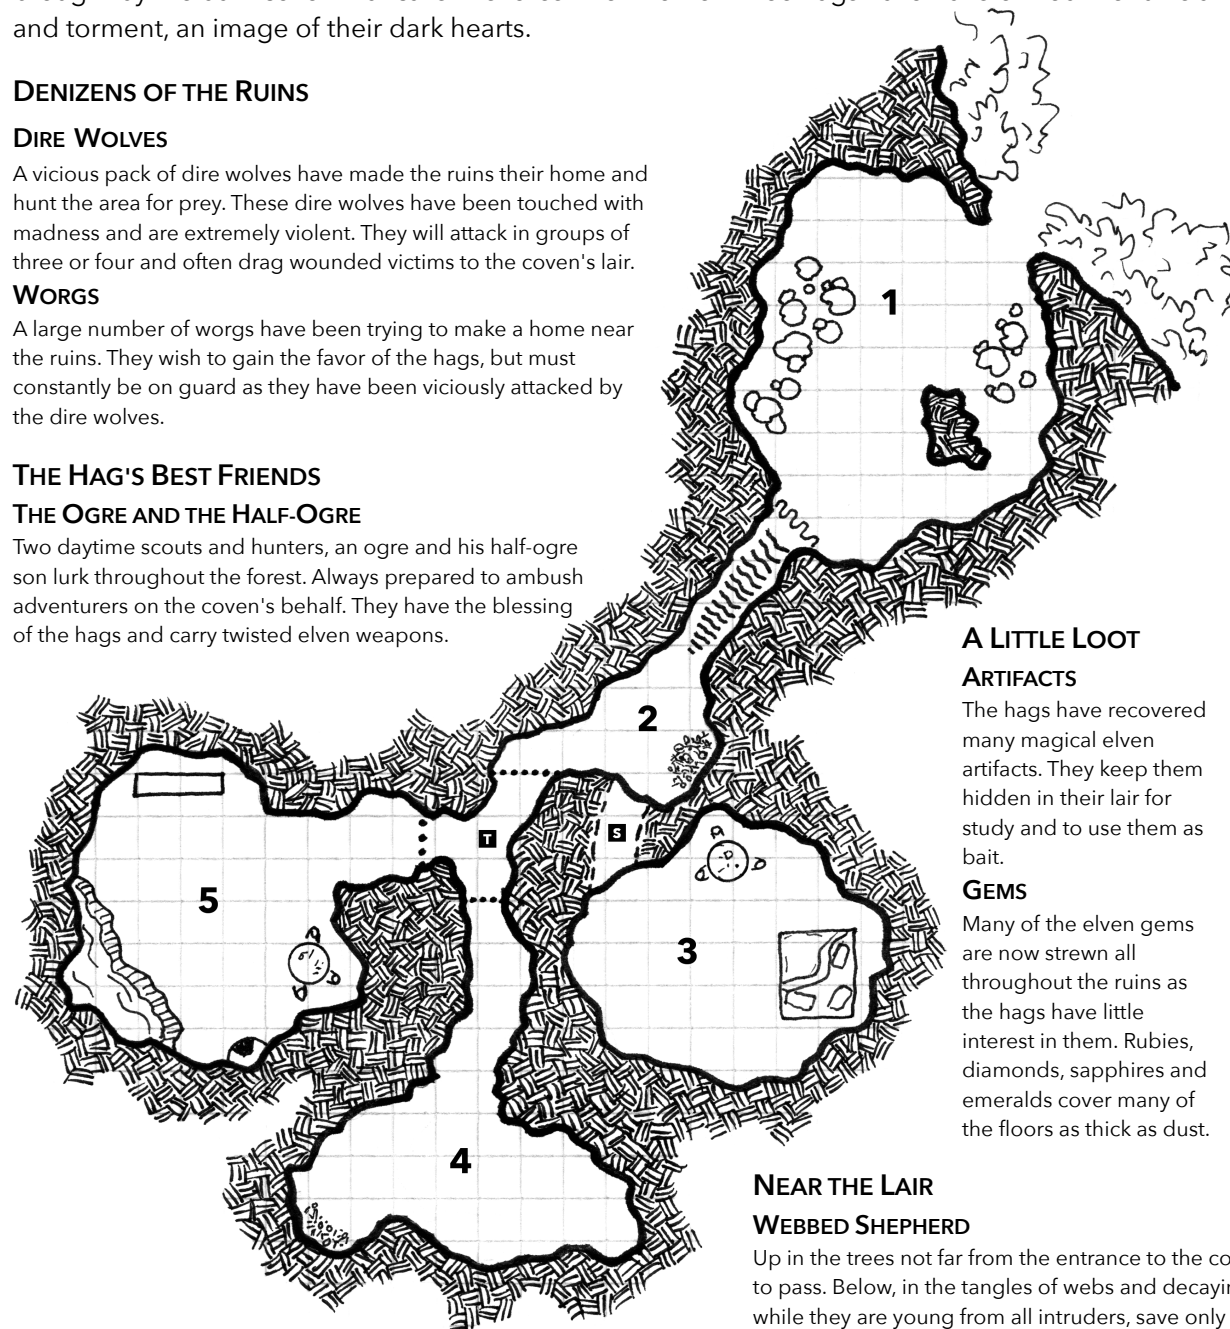 and torment, an image of their dark hearts.
DENIZENS OF THE RUINS
DIRE WOLVES
A vicious pack of dire wolves have made the ruins their home and
hunt the area for prey. These dire wolves have been touched with
madness and are extremely violent. They will attack in groups of
three or four and often drag wounded victims to the coven's lair.
WORGS
A large number of worgs have been trying to make a home near
the ruins. They wish to gain the favor of the hags, but must
constantly be on guard as they have been viciously attacked by
the dire wolves.
THE HAG'S BEST FRIENDS
THE OGRE AND THE HALF-OGRE
Two daytime scouts and hunters, an ogre and his half-ogre
son lurk throughout the forest. Always prepared to ambush
adventurers on the coven's behalf. They have the blessing
of the hags and carry twisted elven weapons.
1
2
T
S
5
3
4
A LITTLE LOOT
ARTIFACTS
The hags have recovered
many magical elven
artifacts. They keep them
hidden in their lair for
study and to use them as
bait.
GEMS
Many of the elven gems
are now strewn all
throughout the ruins as
the hags have little
interest in them. Rubies,
diamonds, sapphires and
emeralds cover many of
the floors as thick as dust.
NEAR THE LAIR
WEBBED SHEPHERD
Up in the trees not far from the entrance to the co
to pass. Below, in the tangles of webs and decayin
while they are young from all intruders, save only